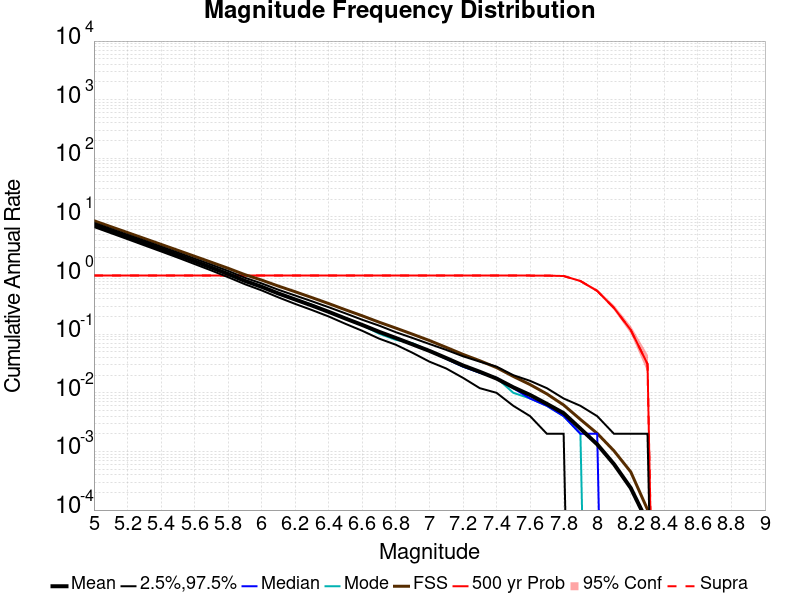 Magnitude Frequency Distribution
10 4
10 3
10 2
10 1
10 0
10 -1
10 -2
10 -3
10 -4
Cumulative Annual Rate
5 5.2 5.4 5.6 5.8 6 6.2 6.4 6.6 6.8 7 7.2 7.4 7.6 7.8 8 8.2 8.4 8.6 8.8 9
Magnitude
Mean 2.5%,97.5% Median Mode FSS 500 yr Prob 95% Conf Supra